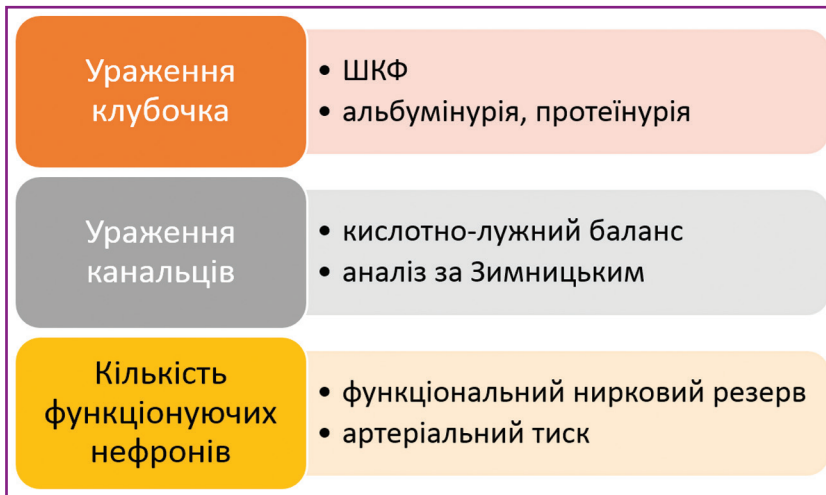 Ураження
клубочка
• ШКФ
• альбумінурія, протеїнурія
Ураження
канальців
• кислотно-лужний баланс
• аналіз за Зимницьким
Кількість
функціонуючих
нефронів
• функціональний нирковий резерв
• артеріальний тиск